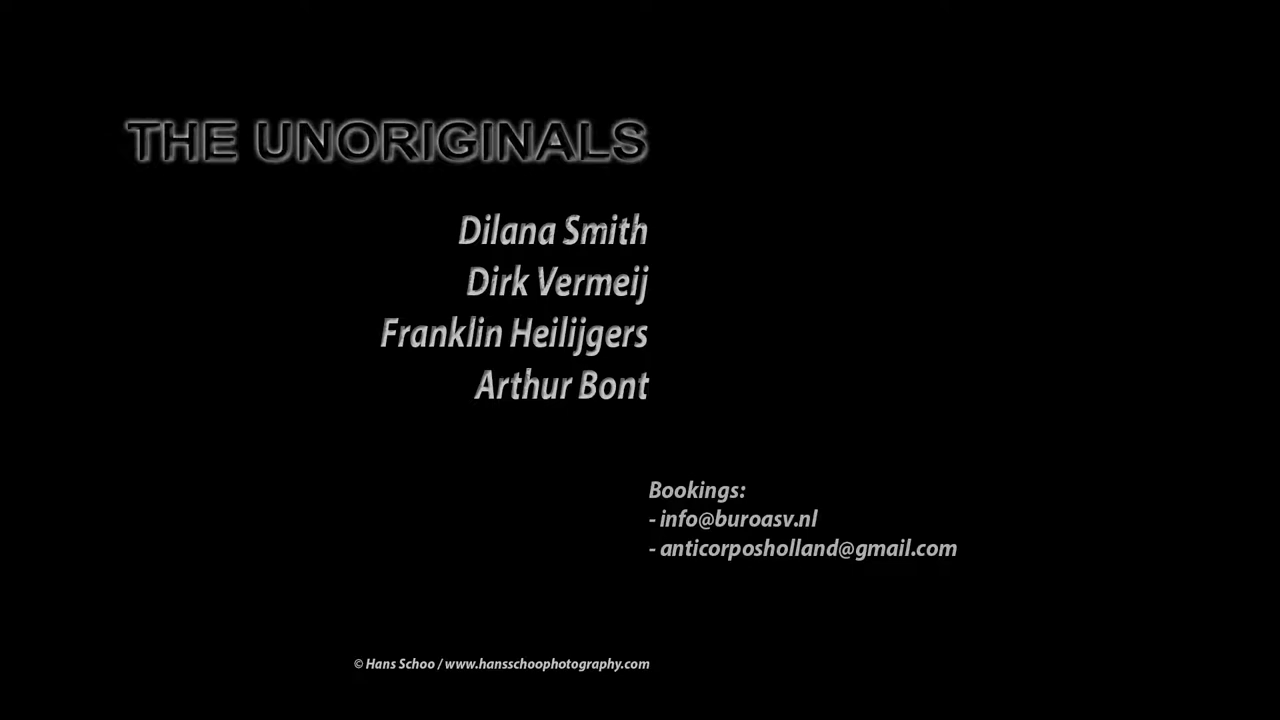 THE UNORIGINALS
Dilana Smith
Dirk Vermeij
Franklin Heilijgers
Arthur Bont
Bookings:
- info@buroasv.nl
- anticorposholland@gmail.com
© Hans Schoo / www.hansschoophotography.com